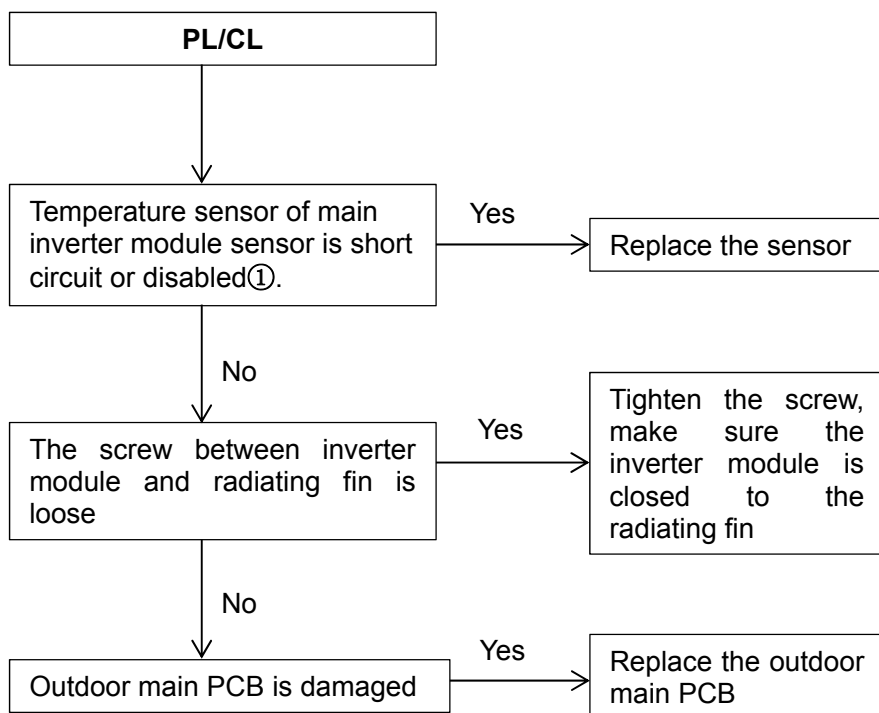 PL/CL
Temperature sensor of main
inverter module sensor is short
circuit or disabled①.
Yes
Replace the sensor
No
The screw between inverter
module and radiating fin is
loose
Yes
Tighten the screw,
make sure the
inverter module is
closed to the
radiating fin
No
Outdoor main PCB is damaged
Yes
Replace the outdoor
main PCB